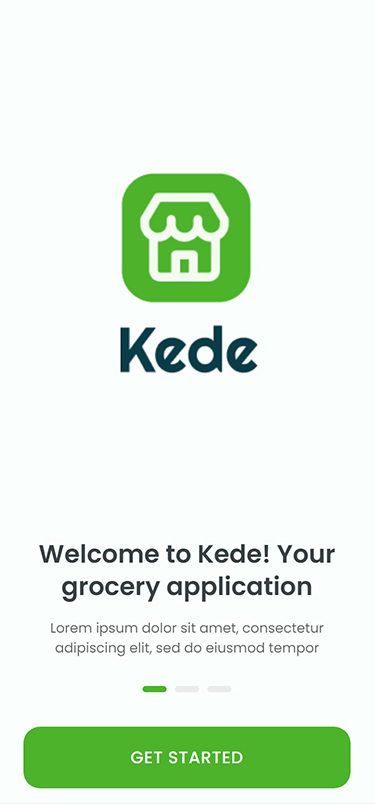 Kede
Welcome to Kede! Your
grocery application
Lorem ipsum dolor sit amet, consectetur
adipiscing elit, sed do eiusmod tempor
GET STARTED